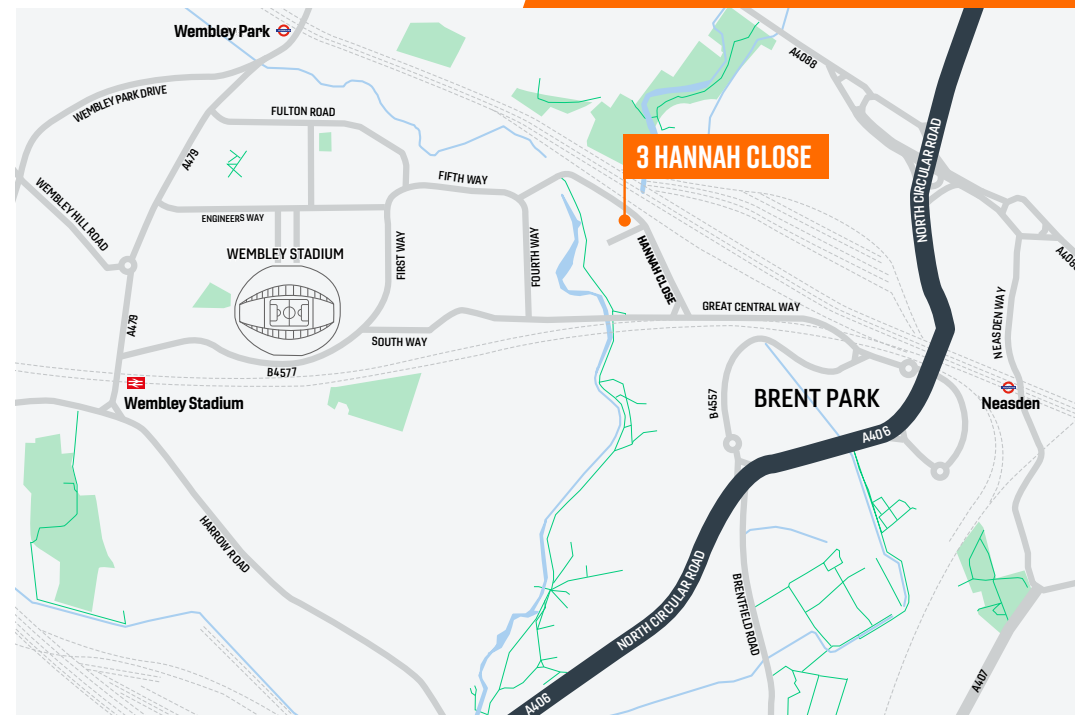 Wembley Park
A4088
WEMBLEY PARK DRIVE
FULTON ROAD
NORTH CIRCULAR ROAD
A479
3 HANNAH CLOSE
FIFTH WAY
WEMBLEY HILL ROAD
ENGINEERS WAY
WEMBLEY STADIUM
FIRST WAY
FOURTH WAY
HANNAH CLOSE
GREAT CENTRAL WAY
NEASDEN WAY
A479
SOUTH WAY
B4577
Wembley Stadium
B4557
BRENT PARK
Neasden
A406
HARROW ROAD
NORTH CIRCULAR ROAD
BRENTFIELD ROAD
A407
A406